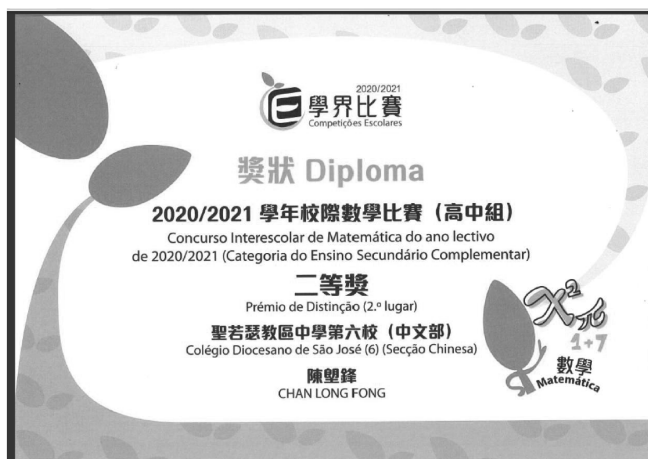 2020/2021
學界比賽
Competições Escolares
獎狀 Diploma
2020/2021 學年校際數學比賽（高中組）
Concurso Interescolar de Matemática do ano lectivo
de 2020/2021 (Categoria do Ensino Secundário Complementar)
二等獎
Prémio de Distinção (2.º lugar)
聖若瑟教區中學第六校（中文部）
Colégio Diocesano de São José (6) (Secção Chinesa)
陳塱鋒
CHAN LONG FONG
x²π
1+7
數學
Matemática